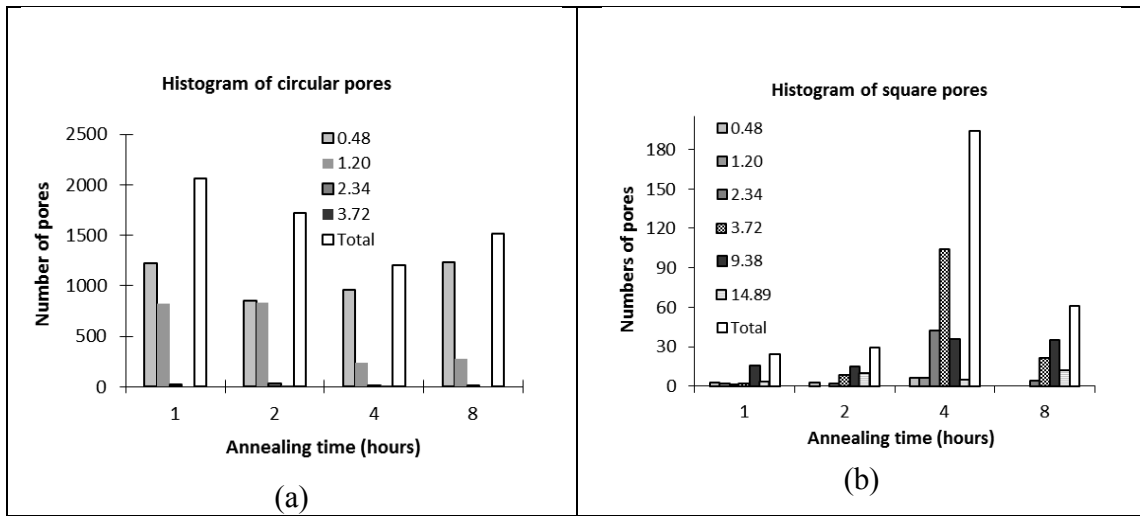 Histogram of circular pores
0.48
1.20
2.34
3.72
Total
2500
2000
1500
1000
500
0
Number of pores
1 2 4 8
Annealing time (hours)
(a)
Histogram of square pores
0.48
1.20
2.34
3.72
9.38
14.89
Total
180
150
120
90
60
30
0
Numbers of pores
1 2 4 8
Annealing time (hours)
(b)